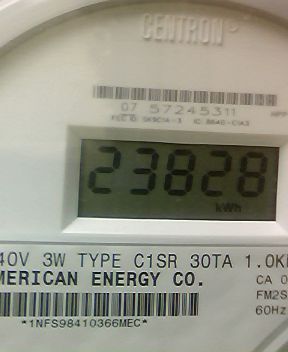 CENTRON
07 57245311
23828
kWh
40V 3W TYPE C1SR 30TA 1.0K
MERICAN ENERGY CO.
CA 0
FM2S
60Hz
*1NFS98410366MEC*